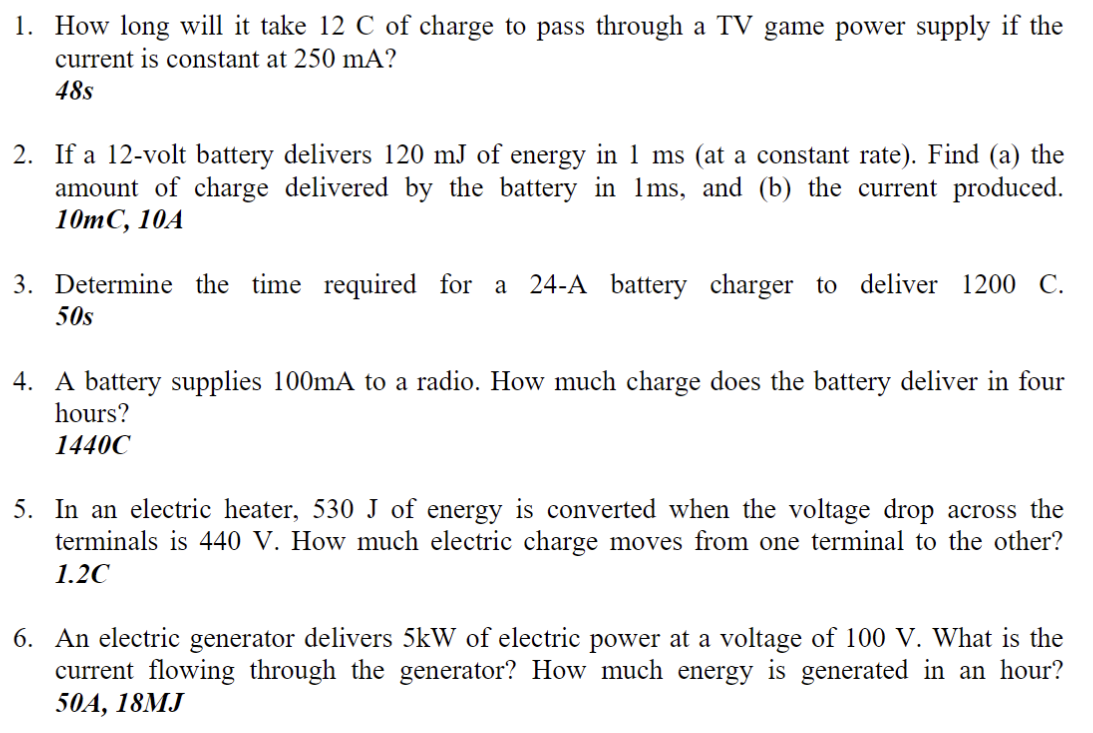 1. How long will it take 12 C of charge to pass through a TV game power supply if the
current is constant at 250 mA?
48s
2. If a 12-volt battery delivers 120 mJ of energy in 1 ms (at a constant rate). Find (a) the
amount of charge delivered by the battery in 1ms, and (b) the current produced.
10mC, 10A
3. Determine the time required for a 24-A battery charger to deliver 1200 C.
50s
4. A battery supplies 100mA to a radio. How much charge does the battery deliver in four
hours?
1440C
5. In an electric heater, 530 J of energy is converted when the voltage drop across the
terminals is 440 V. How much electric charge moves from one terminal to the other?
1.2C
6. An electric generator delivers 5kW of electric power at a voltage of 100 V. What is the
current flowing through the generator? How much energy is generated in an hour?
50A, 18MJ